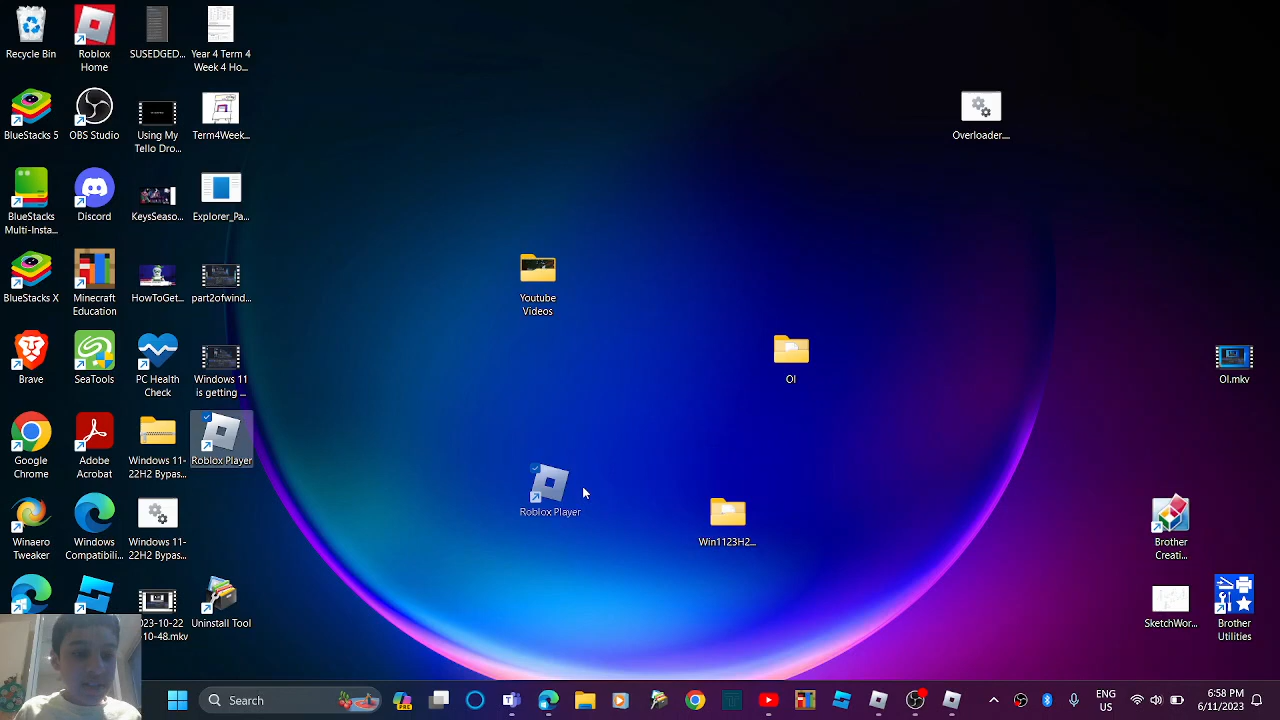 Recycle Bin
Roblox
Home
SUSEDGED...
Year 4 Term 4
Week 4 Ho...
BlueStacks 5
OBS Studio
Using My
Tello Dro...
Term4Week...
Overloader....
BlueStacks
Multi-Insta...
Discord
KeysSeaso...
Explorer_Pa...
BlueStacks X
Minecraft
Education
HowToGet...
part2ofwind...
Youtube
Videos
Brave
SeaTools
PC Health
Check
Windows 11
is getting ...
OI
OI.mkv
Google
Chrome
Adobe
Acrobat
Windows 11-
22H2 Bypas...
Roblox Player
Roblox Player
Winaero
Tweaker
Windows
Compatibili...
Windows 11-
22H2 Bypas...
Win1123H2...
Brother
Creati...
023-10-22
10-48.mkv
Uninstall Tool
SketchWor...
Brother
Utilities
Search
PRE
US
6:58 PM
6/11/2023